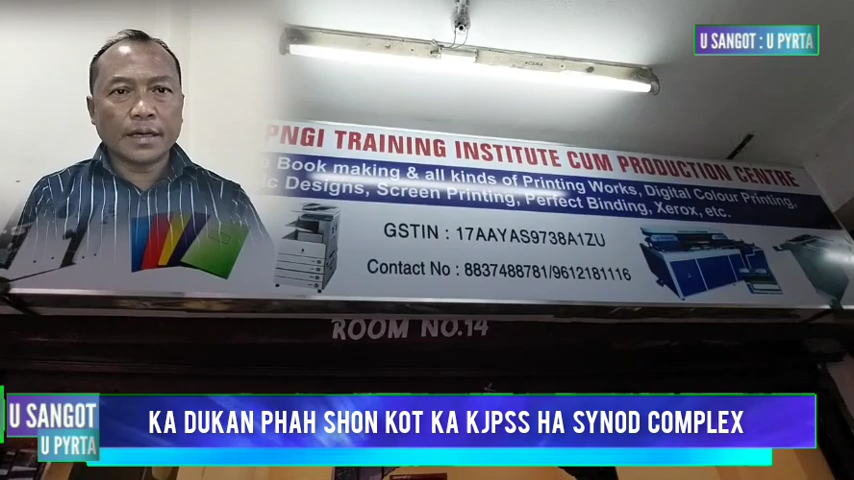 U SANGOT : U PYRTA
PNGI TRAINING INSTITUTE CUM PRODUCTION CENTRE
Book making & all kinds of Printing Works, Digital Colour Printing,
Designs, Screen Printing, Perfect Binding, Xerox, etc.
GSTIN : 17AAYAS9738A1ZU
Contact No : 8837488781/9612181116
ROOM NO.14
U SANGOT
U PYRTA
KA DUKAN PHAH SHON KOT KA KJPSS HA SYNOD COMPLEX